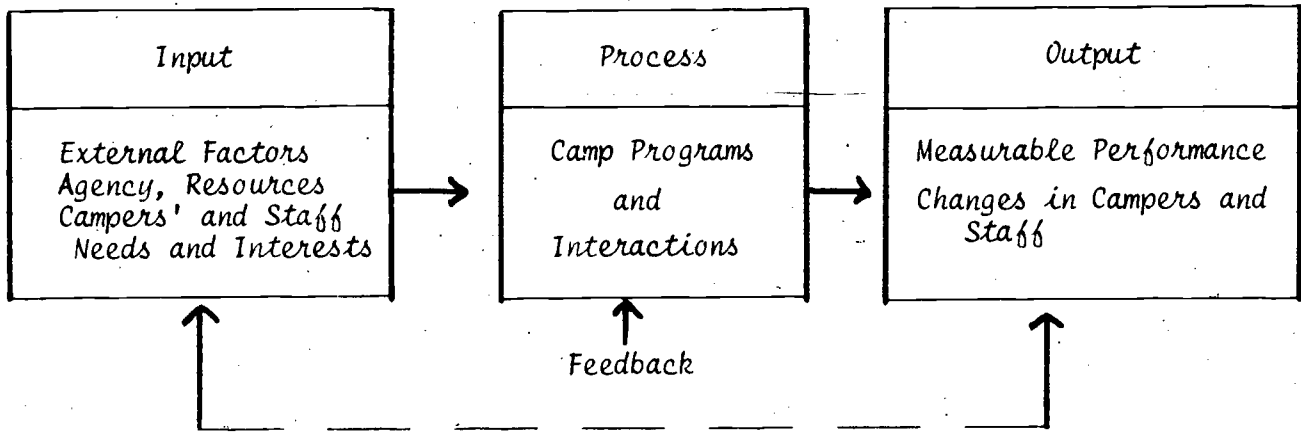 Input
External Factors
Agency, Resources
Campers' and Staff
Needs and Interests
Process
Camp Programs
and
Interactions
Output
Measurable Performance
Changes in Campers and
Staff
Feedback